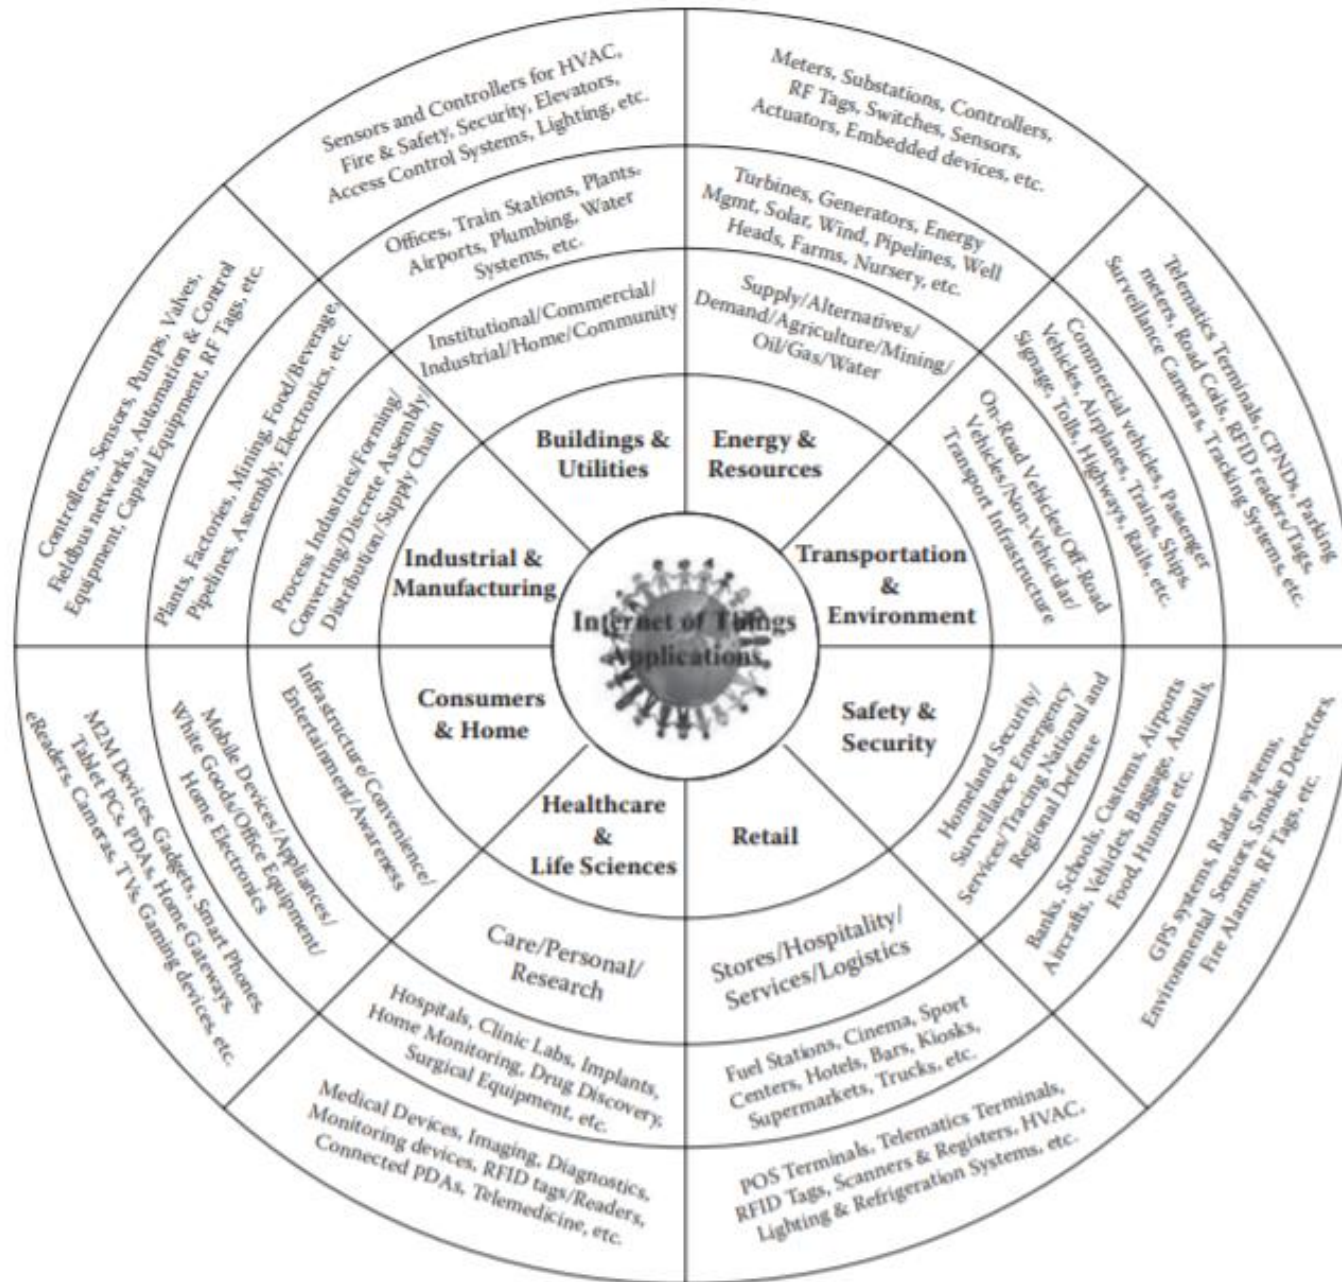 Internet of Things
Applications
Buildings &
Utilities
Institutional/Commercial/
Industrial/Home/Community
Offices, Train Stations, Plants,
Airports, Plumbing, Water
Systems, etc.
Sensors and Controllers for HVAC,
Fire & Safety, Security, Elevators,
Access Control Systems, Lighting, etc.
Energy &
Resources
Supply/Alternatives/
Demand/Agriculture/Mining/
Oil/Gas/Water
Turbines, Generators, Energy
Mgmt, Solar, Wind, Pipelines, Well
Heads, Farms, Nursery, etc.
Meters, Substations, Controllers,
RF Tags, Switches, Sensors,
Actuators, Embedded devices, etc.
Transportation
&
Environment
On-Road Vehicles/Off-Road
Vehicles/Non-Vehicular/
Transport Infrastructure
Commercial vehicles, Passenger
Vehicles, Airplanes, Trains, Ships,
Signage, Tolls, Highways, Rails, etc.
Telematics Terminals, CPNDs, Parking
meters, Road Coils, RFID readers/Tags,
Surveillance Cameras, Tracking Systems, etc.
Safety &
Security
Homeland Security/
Surveillance Emergency
Services/Tracing National and
Regional Defense
Banks, Schools, Customs, Airports
Aircrafts, Vehicles, Baggage, Animals,
Food, Human etc.
GPS systems, Radar systems,
Environmental Sensors, Smoke Detectors,
Fire Alarms, RF Tags, etc.
Retail
Stores/Hospitality/
Services/Logistics
Fuel Stations, Cinema, Sport
Centers, Hotels, Bars, Kiosks,
Supermarkets, Trucks, etc.
POS Terminals, Telematics Terminals,
RFID Tags, Scanners & Registers, HVAC,
Lighting & Refrigeration Systems, etc.
Healthcare
&
Life Sciences
Care/Personal/
Research
Hospitals, Clinic Labs, Implants,
Home Monitoring, Drug Discovery,
Surgical Equipment, etc.
Medical Devices, Imaging, Diagnostics,
Monitoring devices, RFID tags/Readers,
Connected PDAs, Telemedicine, etc.
Consumers
& Home
Infrastructure/Convenience/
Entertainment/Awareness
Mobile Devices/Appliances/
White Goods/Office Equipment/
Home Electronics
M2M Devices, Gadgets, Smart Phones,
Tablet PCs, PDAs, Home Gateways,
eReaders, Cameras, TVs, Gaming devices, etc.
Industrial &
Manufacturing
Process Industries/Forming/
Converting/Discrete Assembly/
Distribution/Supply Chain
Plants, Factories, Mining, Food/Beverage,
Pipelines, Assembly, Electronics, etc.
Controllers, Sensors, Pumps, Valves,
Fieldbus networks, Automation & Control
Equipment, Capital Equipment, RF Tags, etc.